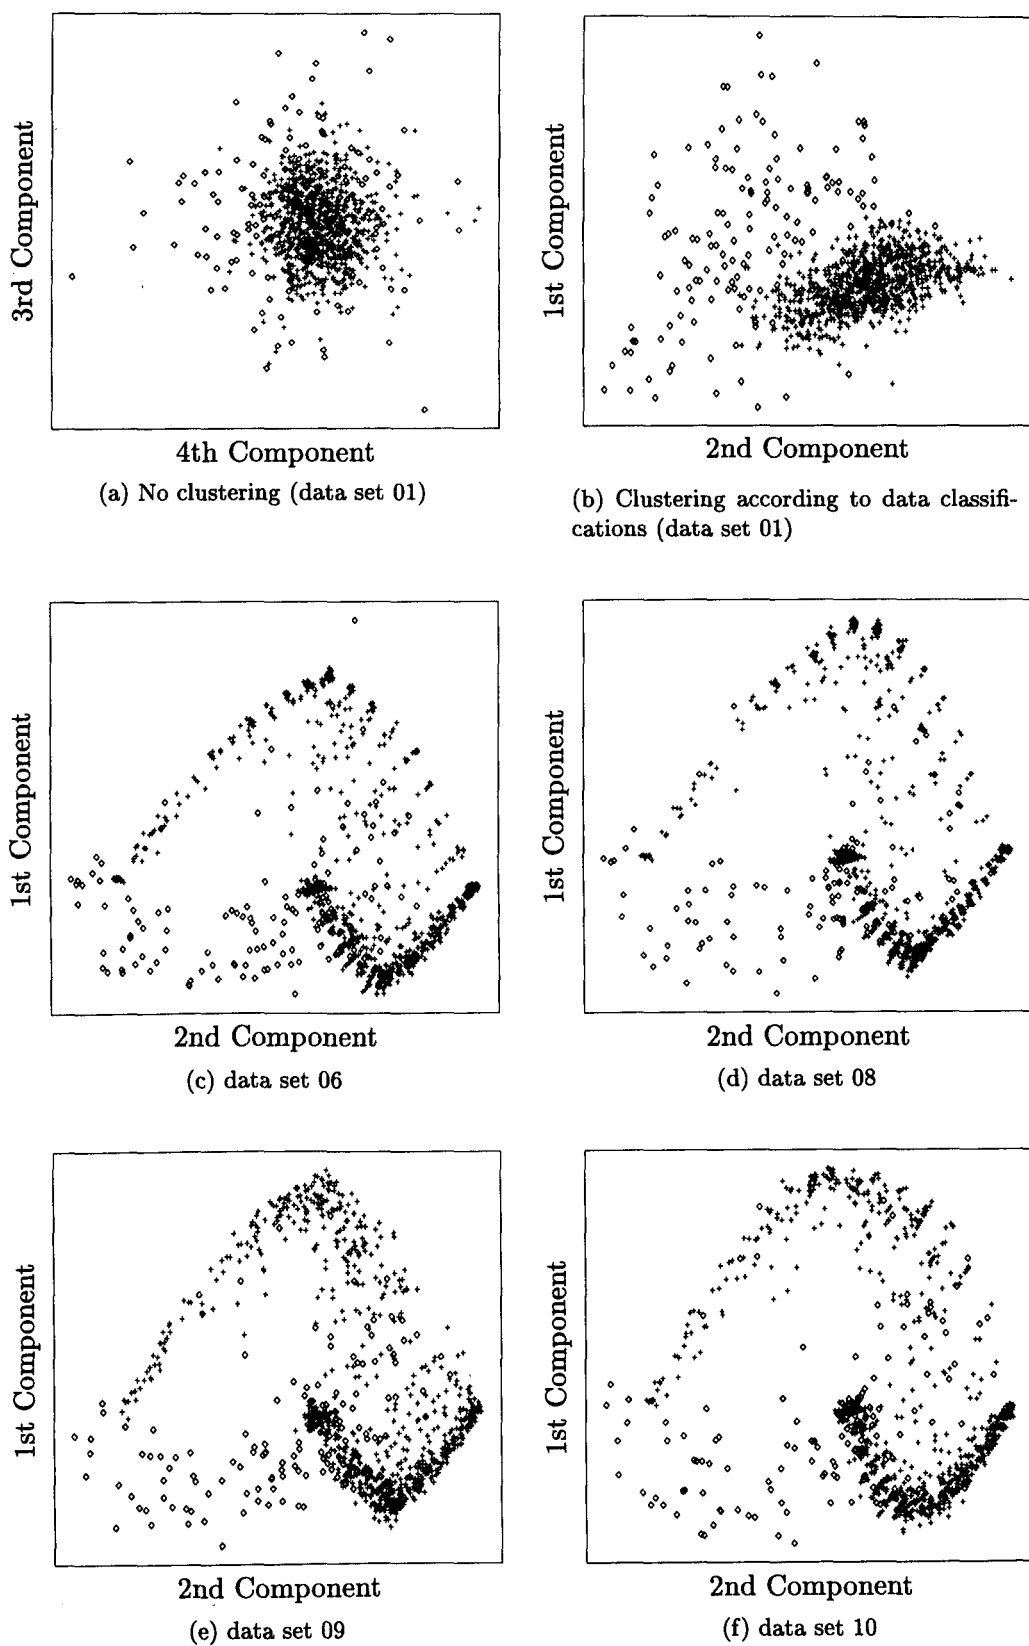 3rd Component
4th Component
(a) No clustering (data set 01)
1st Component
2nd Component
(b) Clustering according to data classifi-
cations (data set 01)
1st Component
2nd Component
(c) data set 06
1st Component
2nd Component
(d) data set 08
1st Component
2nd Component
(e) data set 09
1st Component
2nd Component
(f) data set 10